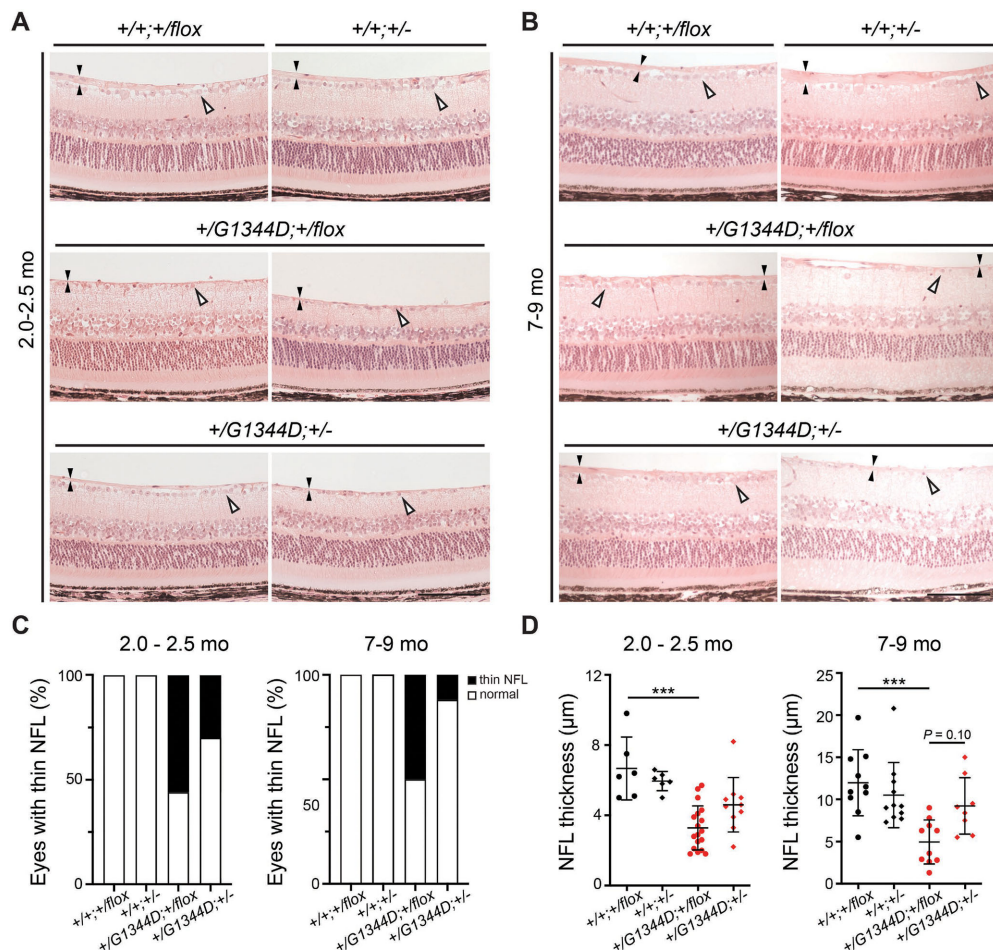 A
+/+;+/flox
+/+;+/-
2.0-2.5 mo
+/G1344D;+/flox
+/G1344D;+/-
B
+/+;+/flox
+/+;+/-
7-9 mo
+/G1344D;+/flox
+/G1344D;+/-
C
2.0 - 2.5 mo
Eyes with thin NFL (%)
100
50
0
+/+;+/flox
+/+;+/-
+/G1344D;+/flox
+/G1344D;+/-
7-9 mo
thin NFL
normal
Eyes with thin NFL (%)
100
50
0
+/+;+/flox
+/+;+/-
+/G1344D;+/flox
+/G1344D;+/-
D
2.0 - 2.5 mo
NFL thickness (μm)
12
8
4
0
***
+/+;+/flox
+/+;+/-
+/G1344D;+/flox
+/G1344D;+/-
7-9 mo
NFL thickness (μm)
25
20
15
10
5
0
***
P = 0.10
+/+;+/flox
+/+;+/-
+/G1344D;+/flox
+/G1344D;+/-